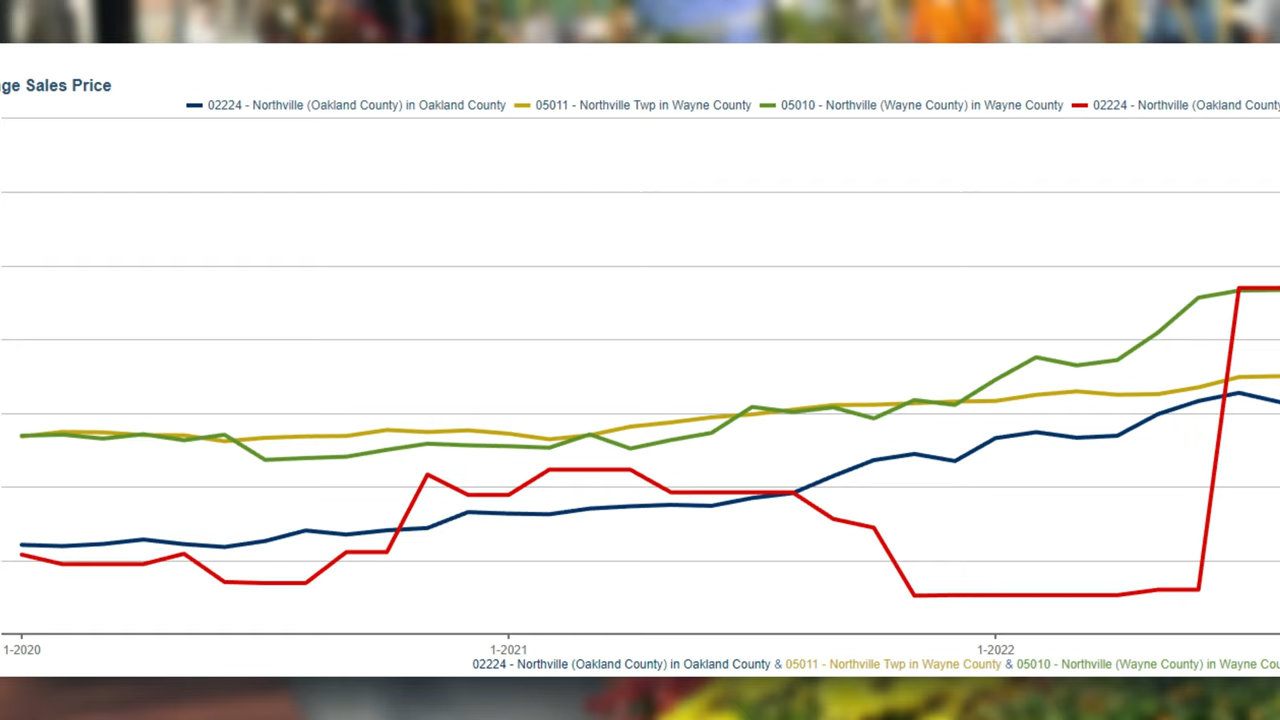 ge Sales Price
02224 - Northville (Oakland County) in Oakland County 05011 - Northville Twp in Wayne County 05010 - Northville (Wayne County) in Wayne County 02224 - Northville (Oakland County
1-2020 1-2021 1-2022
02224 - Northville (Oakland County) in Oakland County & 05011 - Northville Twp in Wayne County & 05010 - Northville (Wayne County) in Wayne Cou